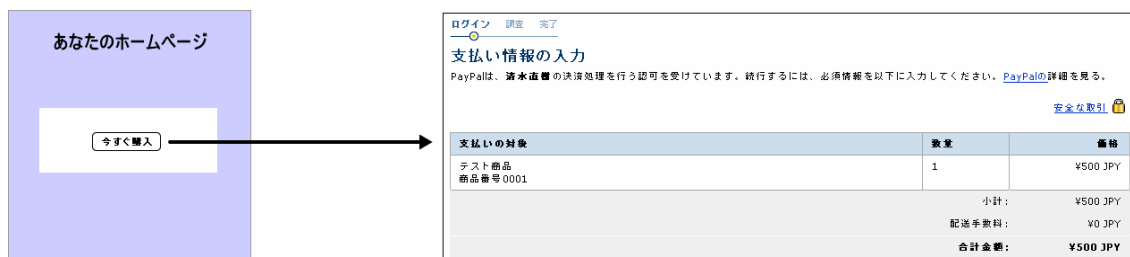 あなたのホームページ
今すぐ購入
ログイン 調査 完了
支払い情報の入力
PayPalは、清水直樹の決済処理を行う認可を受けています。続行するには、必須情報を以下に入力してください。PayPalの詳細を見る。
安全な取引
支払いの対象 数量 価格
テスト商品 1 ¥500 JPY
商品番号0001
小計: ¥500 JPY
配送手数料: ¥0 JPY
合計金額: ¥500 JPY